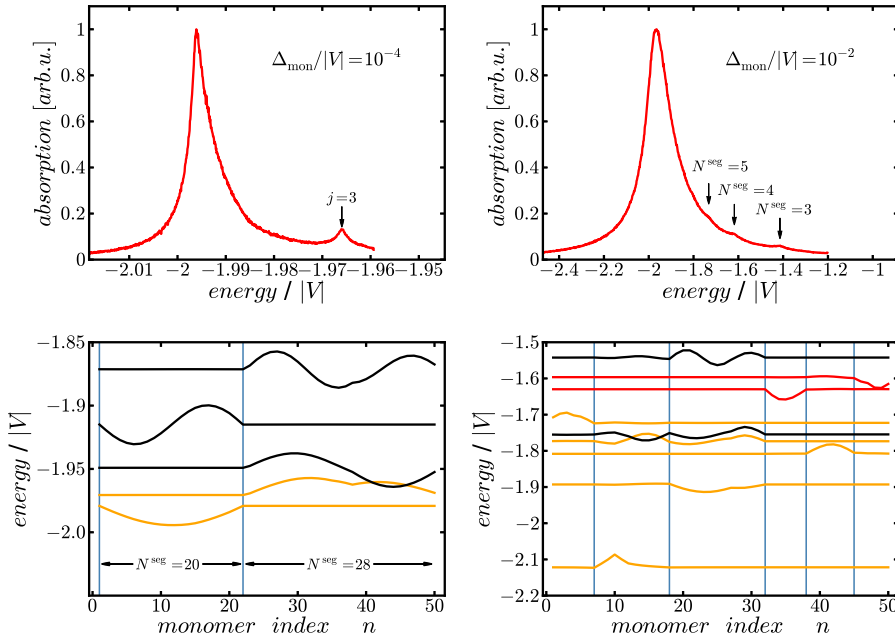 absorption [arb.u.]
1
0.8
0.6
0.4
0.2
0
Δmon/|V|=10−4
j=3
−2.01 −2 −1.99 −1.98 −1.97 −1.96 −1.95
energy / |V|
absorption [arb.u.]
1
0.8
0.6
0.4
0.2
0
Δmon/|V|=10−2
Nseg=5
Nseg=4
Nseg=3
−2.4 −2.2 −2 −1.8 −1.6 −1.4 −1.2 −1
energy / |V|
energy / |V|
−1.85
−1.9
−1.95
−2.0
Nseg=20 Nseg=28
0 10 20 30 40 50
monomer index n
energy / |V|
−1.5
−1.6
−1.7
−1.8
−1.9
−2
−2.1
−2.2
0 10 20 30 40 50
monomer index n